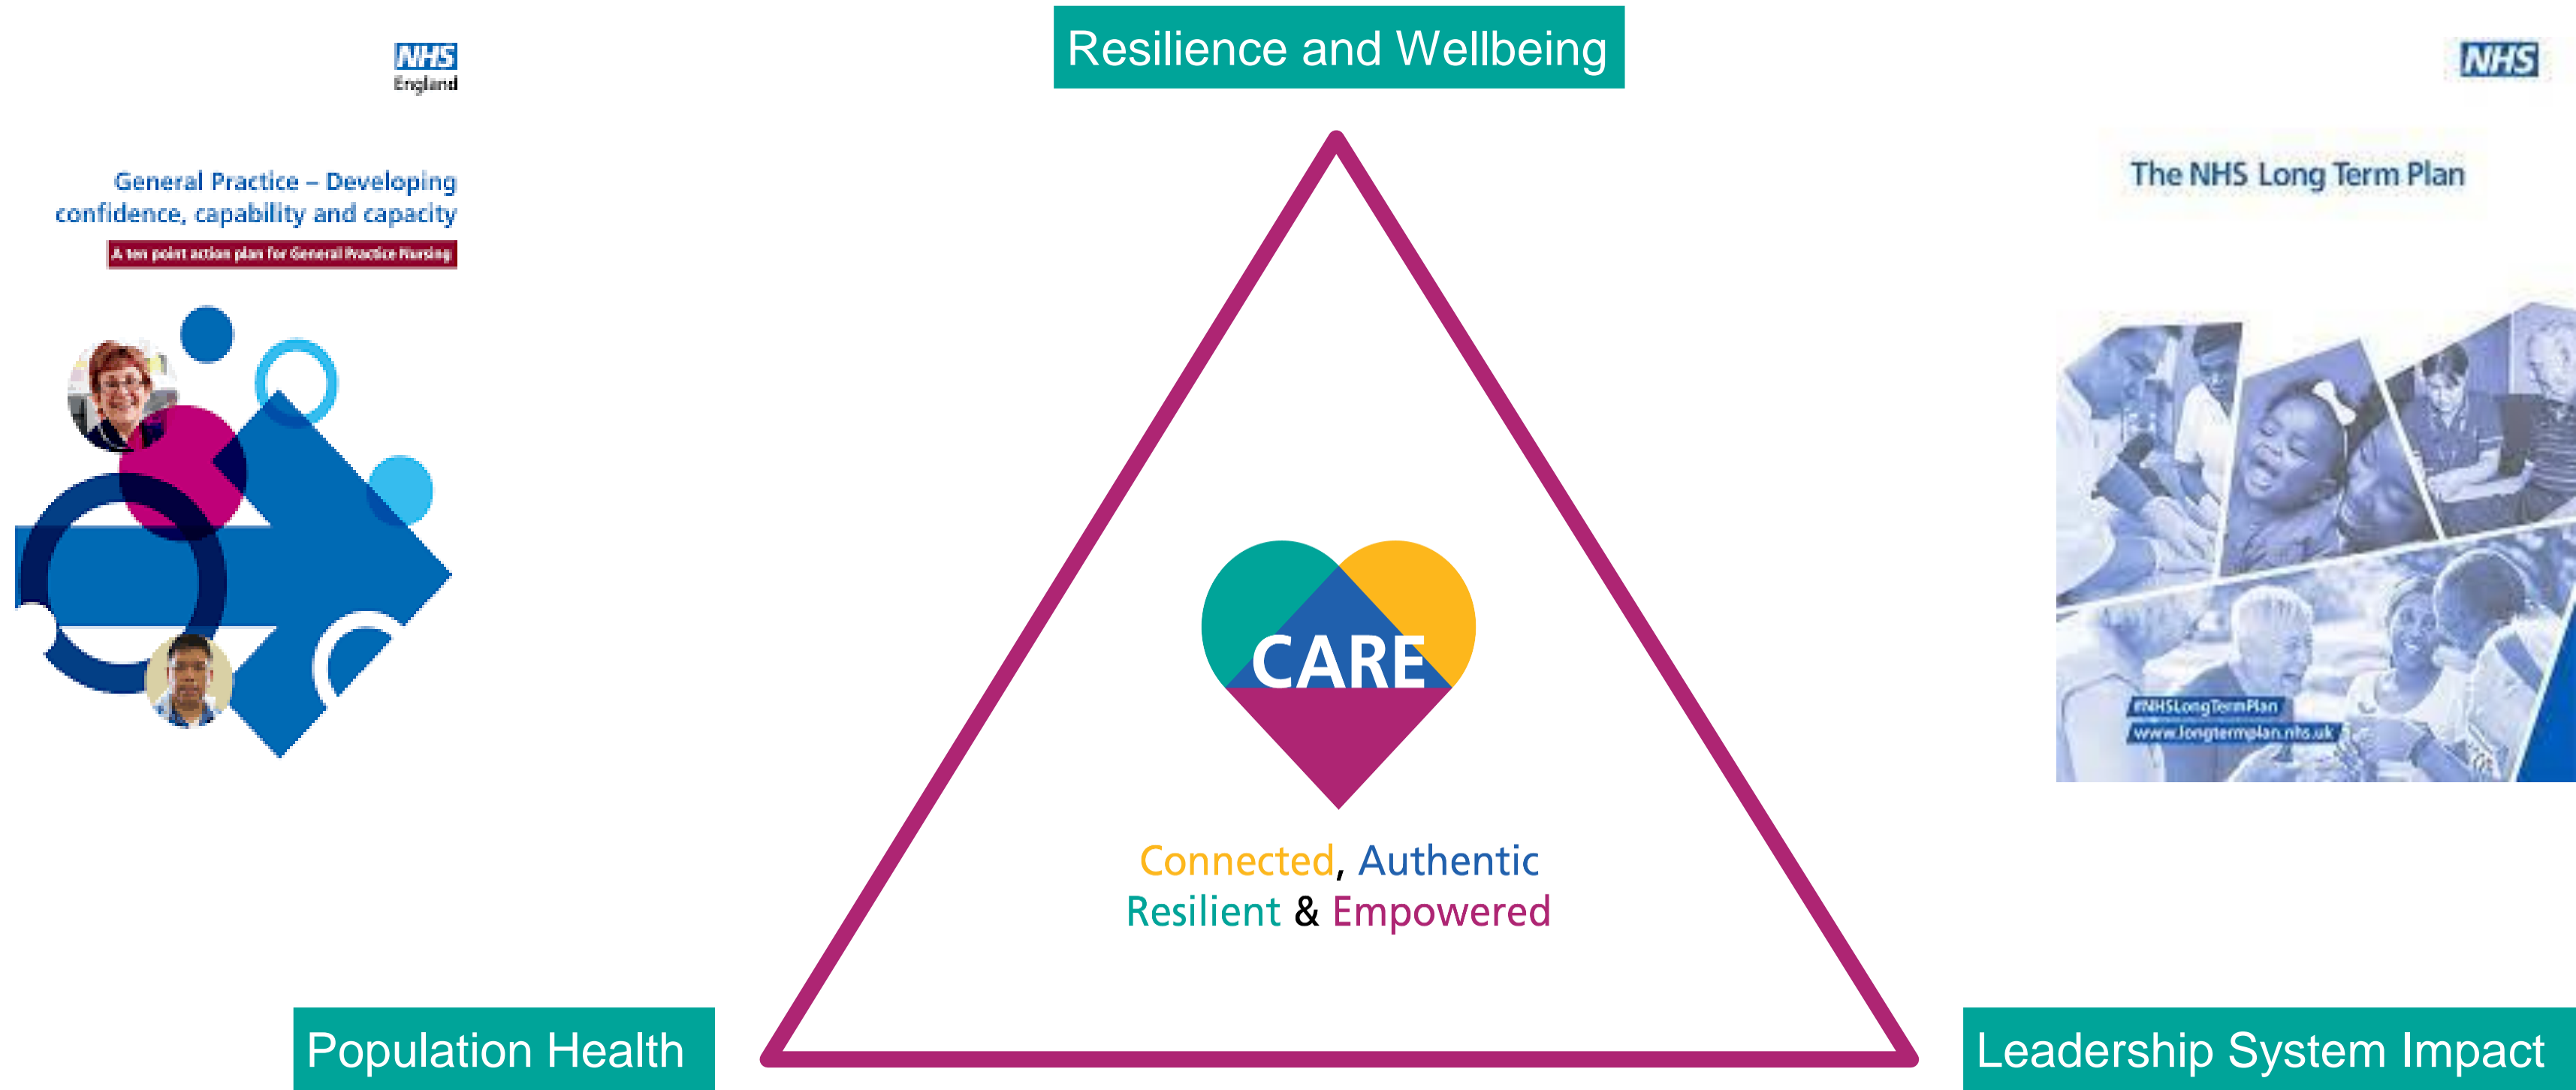 NHS
England
General Practice – Developing
confidence, capability and capacity
A ten point action plan for General Practice Nursing
Resilience and Wellbeing
CARE
Connected, Authentic
Resilient & Empowered
Population Health
Leadership System Impact
NHS
The NHS Long Term Plan
#NHSLongTermPlan
www.longtermplan.nhs.uk